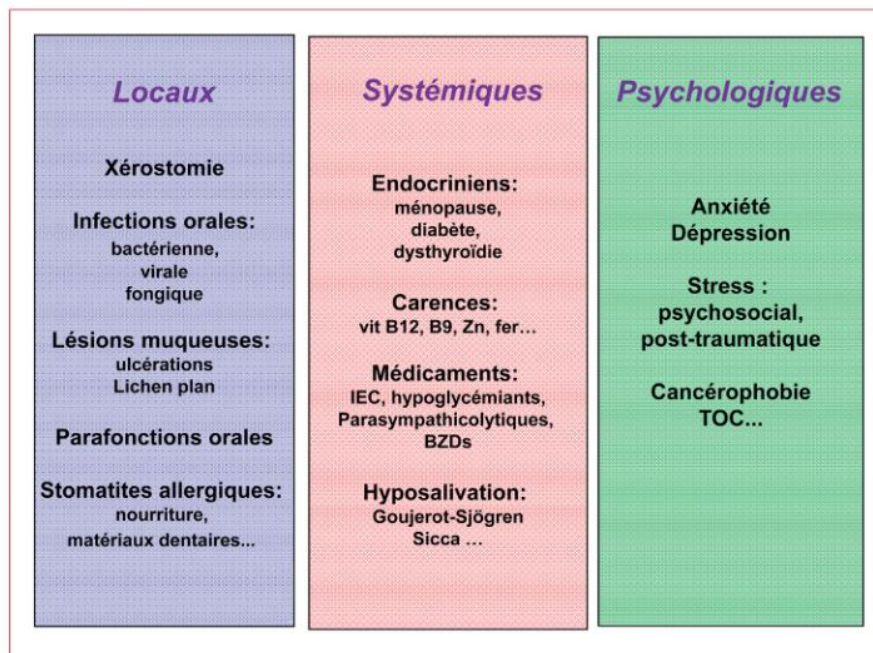 Locaux
Xérostomie
Infections orales:
bactérienne,
virale
fongique
Lésions muqueuses:
ulcérations
Lichen plan
Parafonctions orales
Stomatites allergiques:
nourriture,
matériaux dentaires...
Systémiques
Endocriniens:
ménopause,
diabète,
dysthyroïdie
Carences:
vit B12, B9, Zn, fer…
Médicaments:
IEC, hypoglycémiants,
Parasympathicolytiques,
BZDs
Hyposalivation:
Goujerot-Sjögren
Sicca …
Psychologiques
Anxiété
Dépression
Stress :
psychosocial,
post-traumatique
Cancérophobie
TOC...